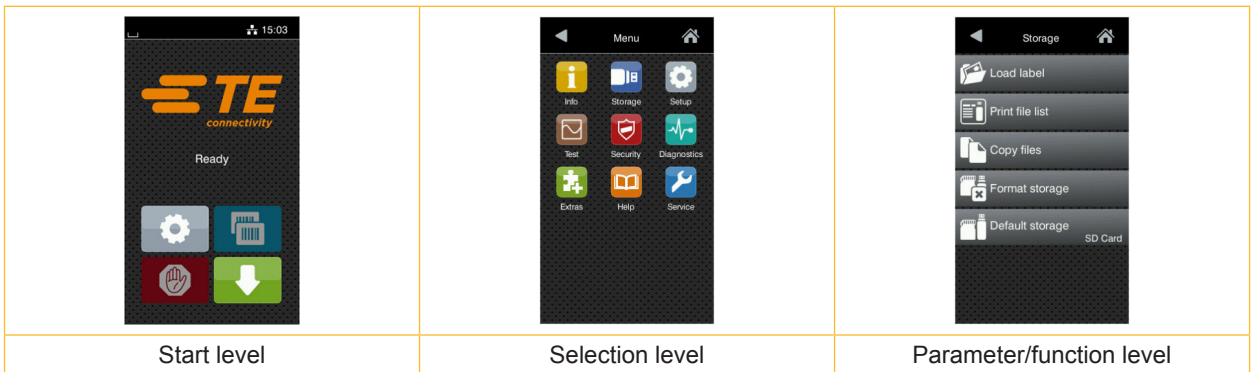 15:03
TE
connectivity
Ready
Menu
Info Storage Setup
Test Security Diagnostics
Extras Help Service
Storage
Load label
Print file list
Copy files
Format storage
Default storage
SD Card
Start level
Selection level
Parameter/function level